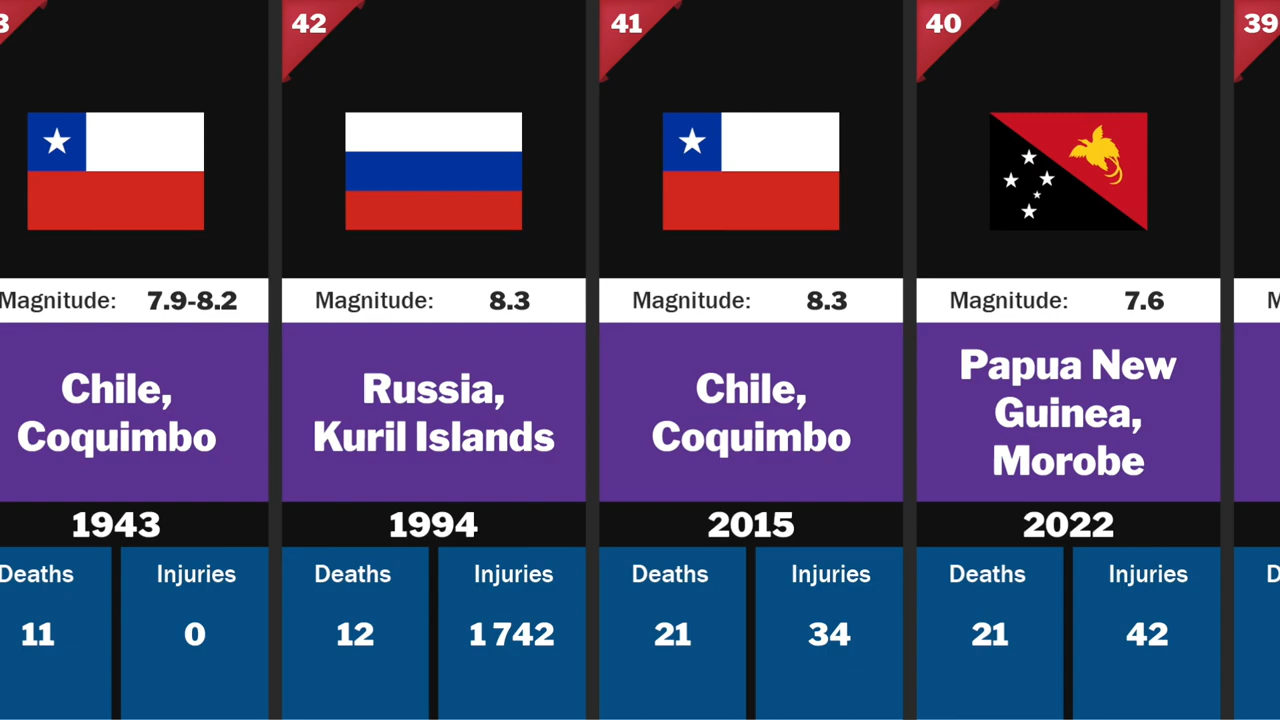 3
42
41
40
39
Magnitude: 7.9-8.2
Magnitude: 8.3
Magnitude: 8.3
Magnitude: 7.6
M
Chile,
Coquimbo
Russia,
Kuril Islands
Chile,
Coquimbo
Papua New
Guinea,
Morobe
1943
1994
2015
2022
Deaths Injuries
Deaths Injuries
Deaths Injuries
Deaths Injuries
D
11 0
12 1 742
21 34
21 42